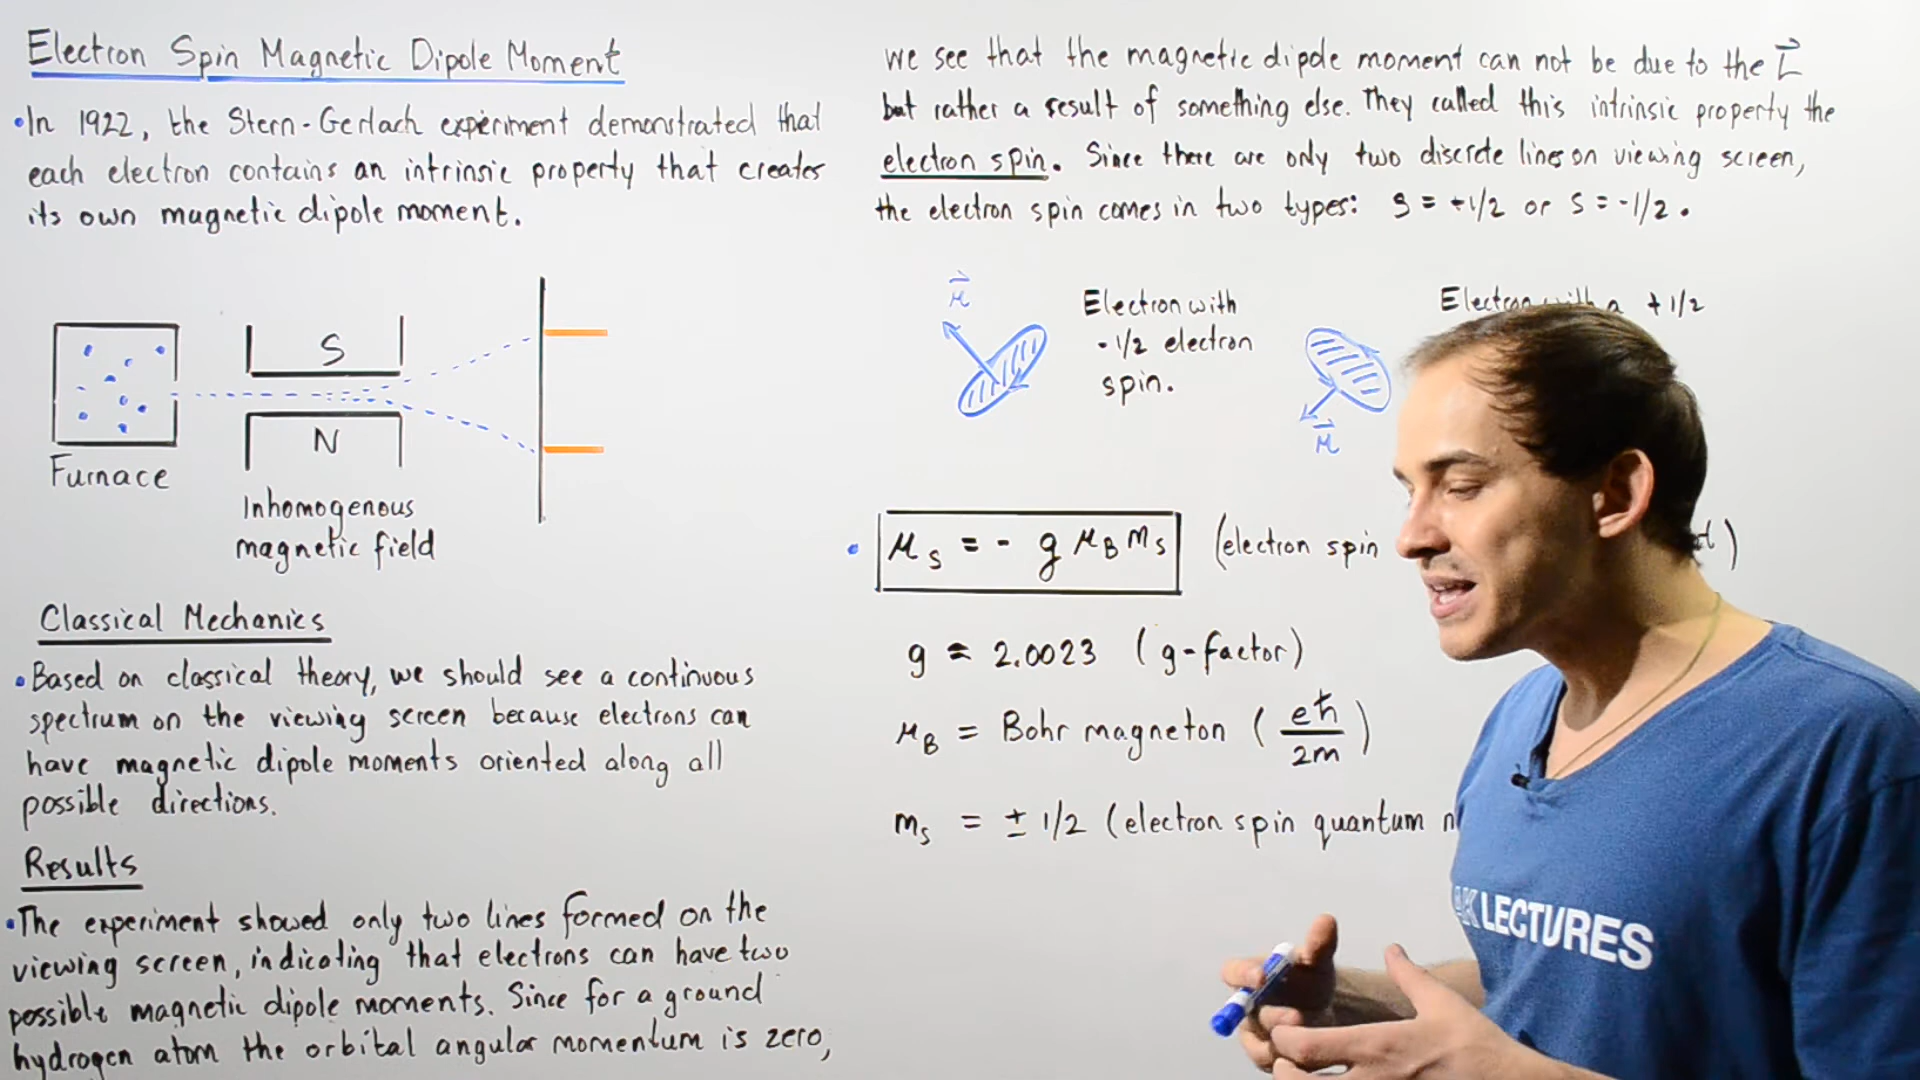 Electron Spin Magnetic Dipole Moment
•In 1922, the Stern-Gerlach experiment demonstrated that
each electron contains an intrinsic property that creates
its own magnetic dipole moment.
S
N
Furnace
Inhomogenous
magnetic field
Classical Mechanics
•Based on classical theory, we should see a continuous
spectrum on the viewing screen because electrons can
have magnetic dipole moments oriented along all
possible directions.
Results
•The experiment showed only two lines formed on the
viewing screen, indicating that electrons can have two
possible magnetic dipole moments. Since for a ground
hydrogen atom the orbital angular momentum is zero,
we see that the magnetic dipole moment can not be due to the L⃗
but rather a result of something else. They called this intrinsic property the
electron spin. Since there are only two discrete lines on viewing screen,
the electron spin comes in two types: s = +1/2 or s = -1/2.
μ⃗
Electron with
-1/2 electron
spin.
Electron with a +1/2
μ⃗
• μs = - g μB ms (electron spin
g ≈ 2.0023 (g-factor)
μB = Bohr magneton (eħ/2m)
ms = ± 1/2 (electron spin quantum
LECTURES